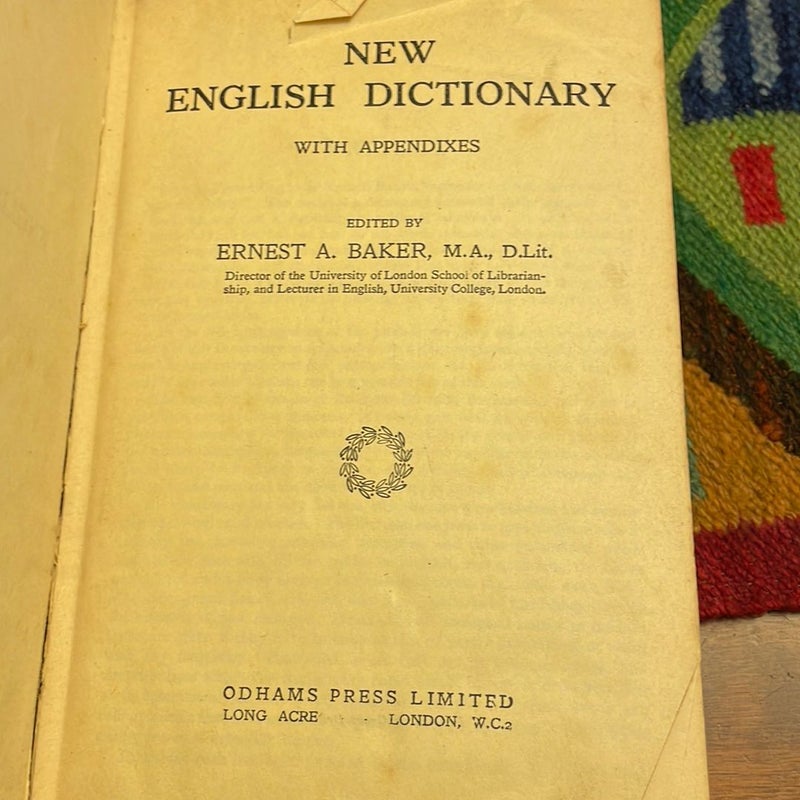 NEW
ENGLISH DICTIONARY
WITH APPENDIXES
EDITED BY
ERNEST A. BAKER, M.A., D.Lit.
Director of the University of London School of Librarian-
ship, and Lecturer in English, University College, London.
ODHAMS PRESS LIMITED
LONG ACRE - - LONDON, W.C.2